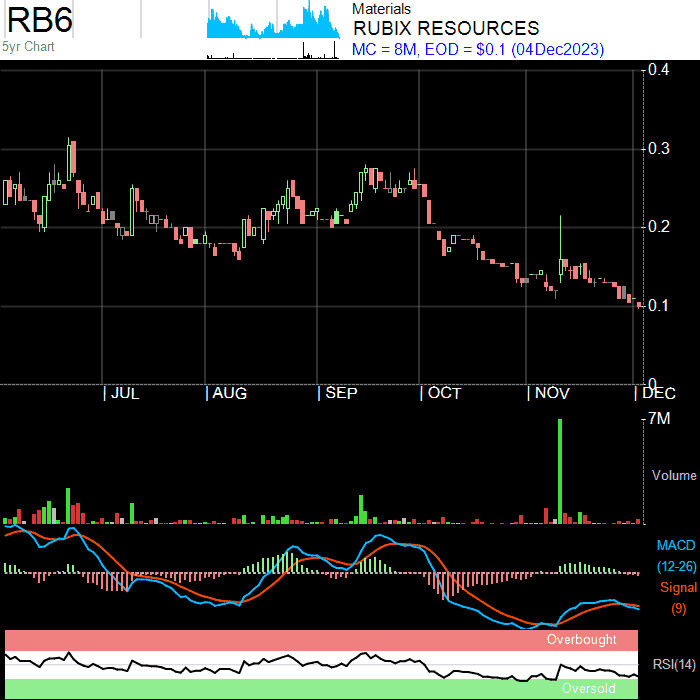 RB6
5yr Chart
Materials
RUBIX RESOURCES
MC = 8M, EOD = $0.1 (04Dec2023)
0.4
0.3
0.2
0.1
0
JUL
AUG
SEP
OCT
NOV
DEC
7M
Volume
MACD
(12-26)
Signal
(9)
Overbought
RSI(14)
Oversold